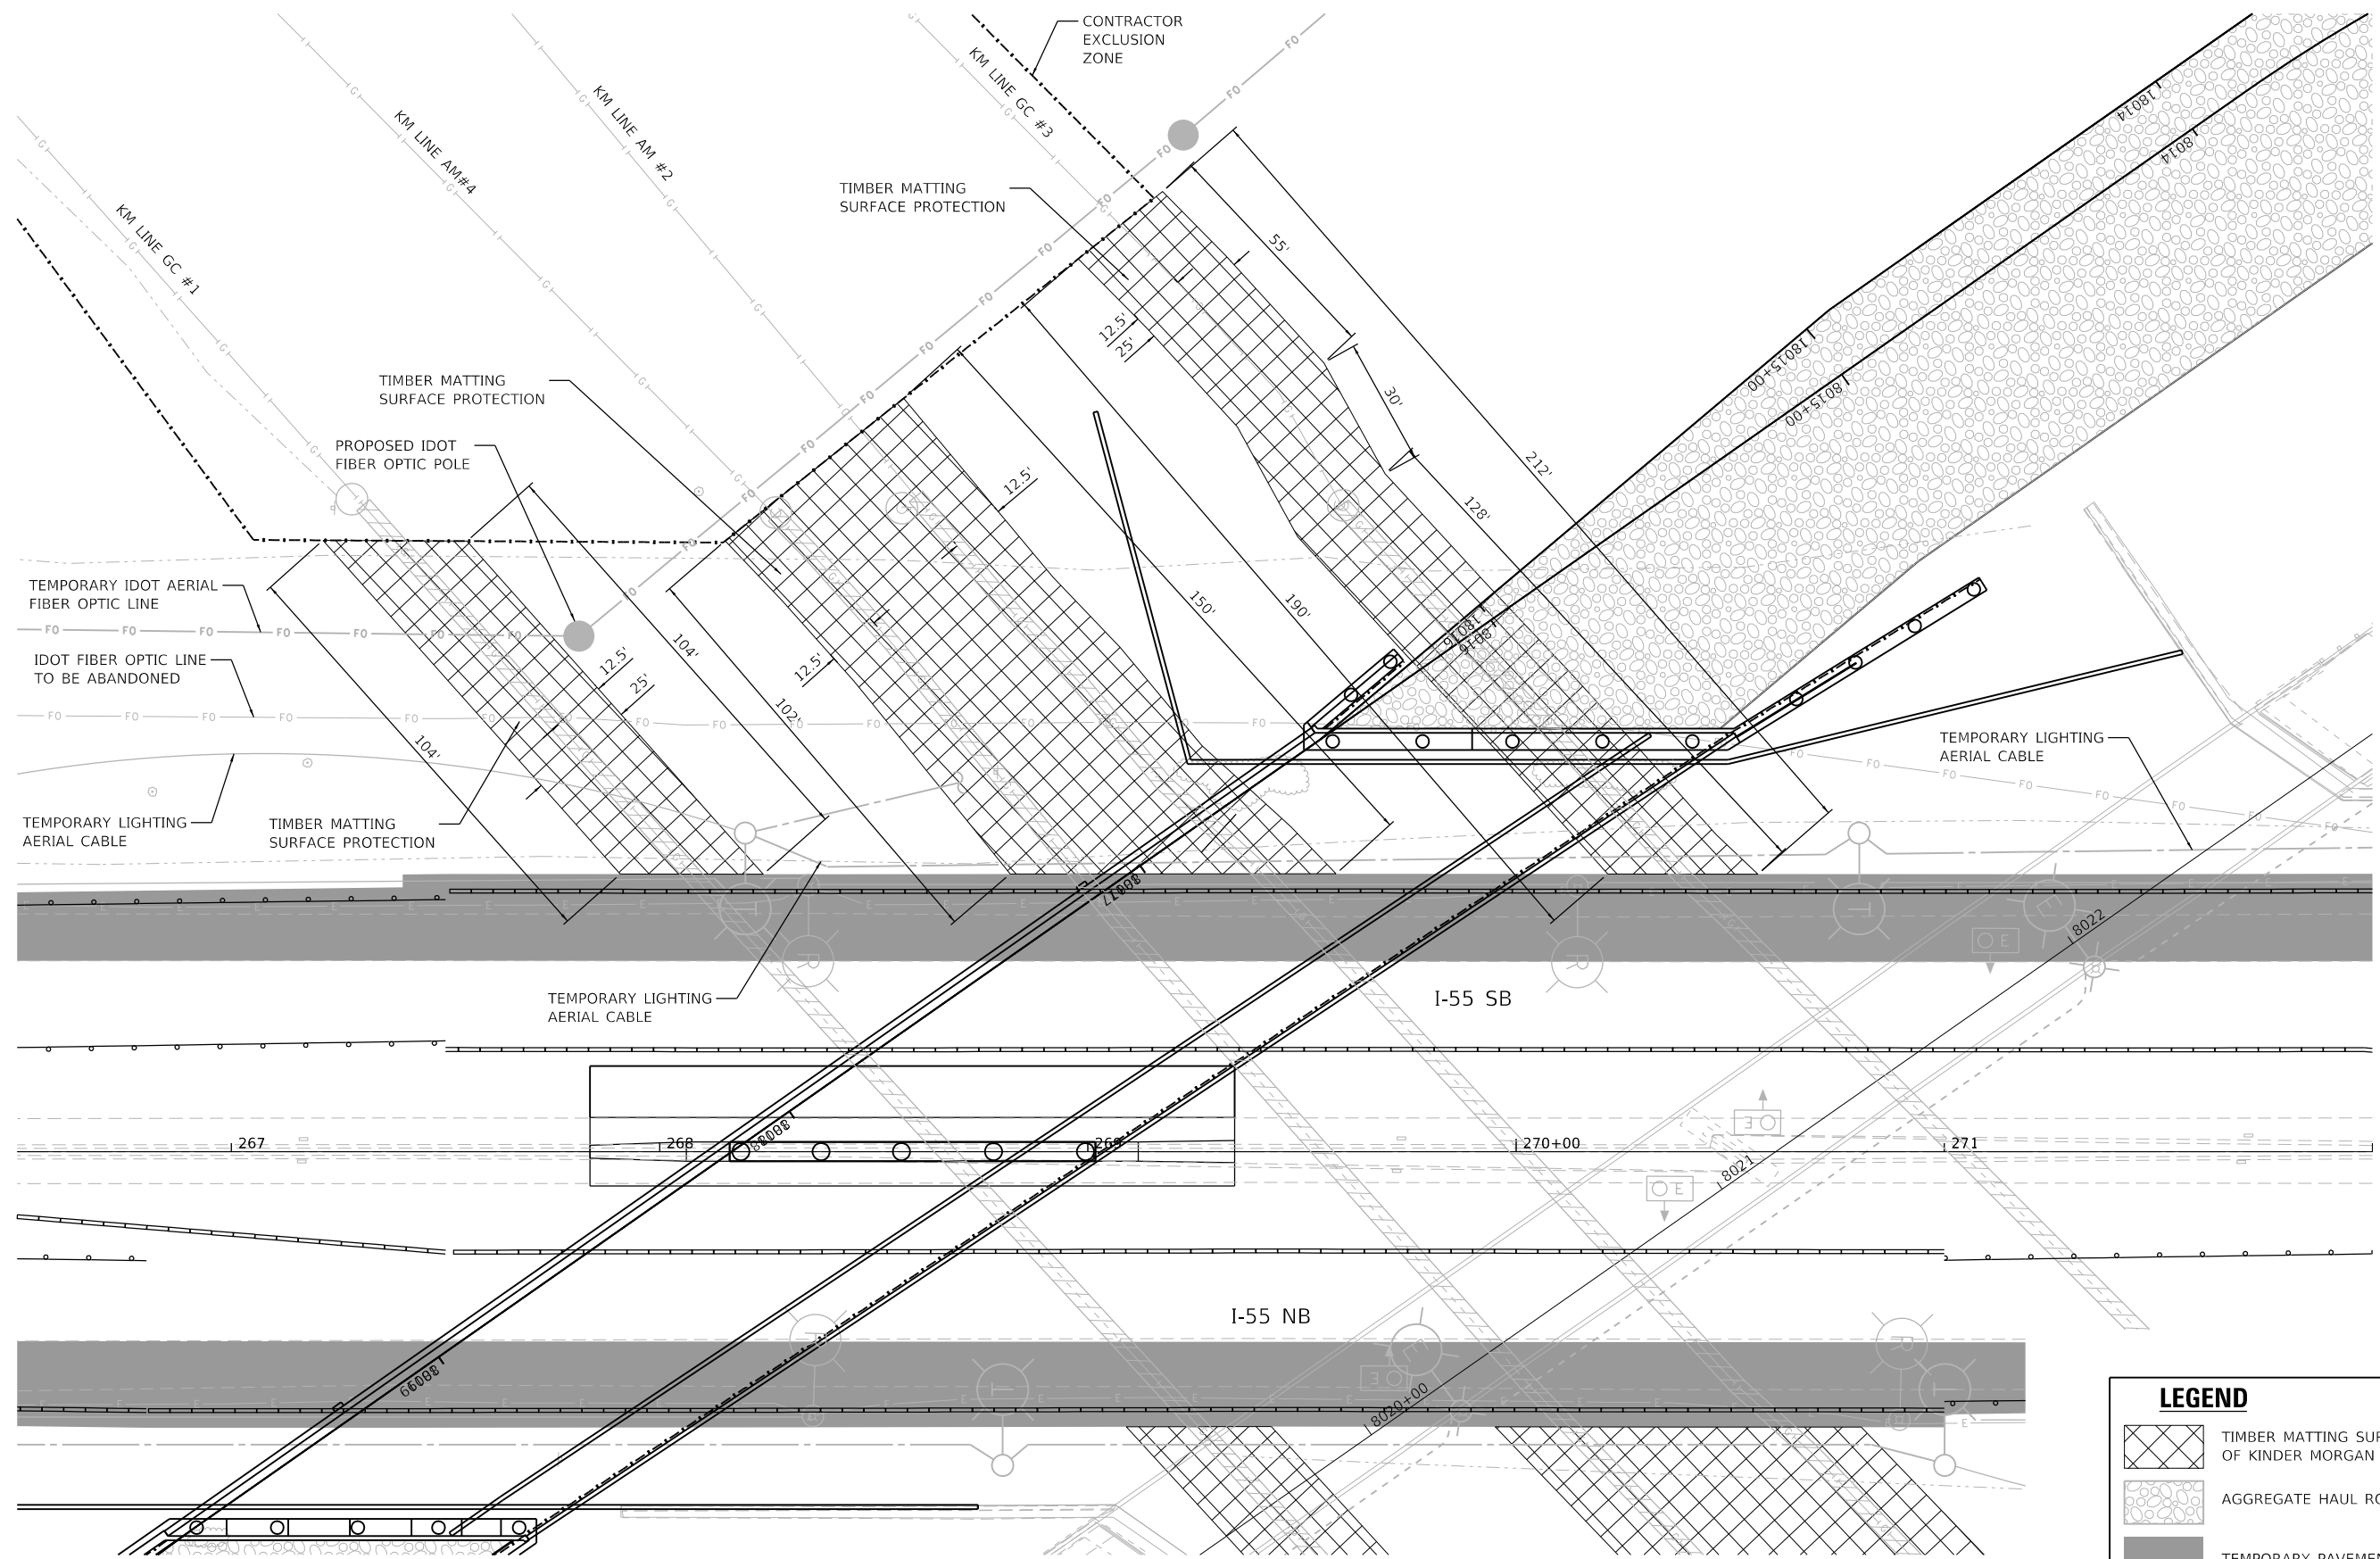 CONTRACTOR
EXCLUSION
ZONE
KM LINE GC #3
KM LINE AM #2
KM LINE AM#4
KM LINE GC #1
TIMBER MATTING
SURFACE PROTECTION
TIMBER MATTING
SURFACE PROTECTION
PROPOSED IDOT
FIBER OPTIC POLE
TEMPORARY IDOT AERIAL
FIBER OPTIC LINE
IDOT FIBER OPTIC LINE
TO BE ABANDONED
TEMPORARY LIGHTING
AERIAL CABLE
TIMBER MATTING
SURFACE PROTECTION
TEMPORARY LIGHTING
AERIAL CABLE
TEMPORARY LIGHTING
AERIAL CABLE
55'
30'
212'
128'
12.5'
25'
12.5'
150'
190'
12.5'
25'
104'
102'
12.5'
104'
18014
8014
18015+00
8015+00
18016
8016
8022
I-55 SB
267
268
269
270+00
271
8021
I-55 NB
8020+00
LEGEND
TIMBER MATTING
OF KINDER MORGAN
AGGREGATE HAUL
TEMPORARY